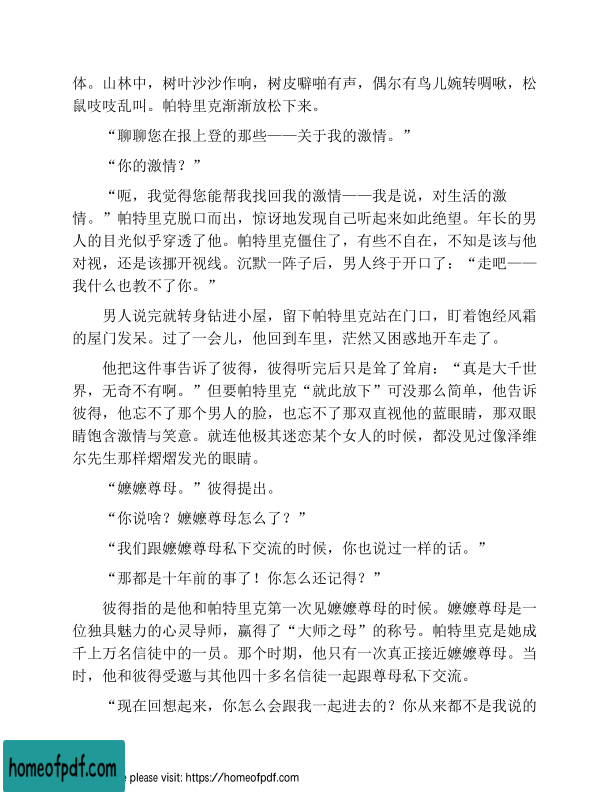 体。山林中，树叶沙沙作响，树皮噼啪有声，偶尔有鸟儿婉转啁啾，松
鼠吱吱乱叫。帕特里克渐渐放松下来。
“聊聊您在报上登的那些——关于我的激情。”
“你的激情？”
“呃，我觉得您能帮我找回我的激情——我是说，对生活的激
情。”帕特里克脱口而出，惊讶地发现自己听起来如此绝望。年长的男
人的目光似乎穿透了他。帕特里克僵住了，有些不自在，不知是该与他
对视，还是该挪开视线。沉默一阵子后，男人终于开口了：“走吧——
我什么也教不了你。”
男人说完就转身钻进小屋，留下帕特里克站在门口，盯着饱经风霜
的屋门发呆。过了一会儿，他回到车里，茫然又困惑地开车走了。
他把这件事告诉了彼得，彼得听完后只是耸了耸肩：“真是大千世
界，无奇不有啊。”但要帕特里克“就此放下”可没那么简单，他告诉
彼得，他忘不了那个男人的脸，也忘不了那双直视他的蓝眼睛，那双眼
睛饱含激情与笑意。就连他极其迷恋某个女人的时候，都没见过像泽维
尔先生那样熠熠发光的眼睛。
“嬷嬷尊母。”彼得提出。
“你说啥？嬷嬷尊母怎么了？”
“我们跟嬷嬷尊母私下交流的时候，你也说过一样的话。”
“那都是十年前的事了！你怎么还记得？”
彼得指的是他和帕特里克第一次见嬷嬷尊母的时候。嬷嬷尊母是一
位独具魅力的心灵导师，赢得了“大师之母”的称号。帕特里克是她成
千上万名信徒中的一员。那个时期，他只有一次真正接近嬷嬷尊母。当
时，他和彼得受邀与其他四十多名信徒一起跟尊母私下交流。
“现在回想起来，你怎么会跟我一起进去的？你从来都不是我说的
homeofpdf.com
e please visit: https://homeofpdf.com